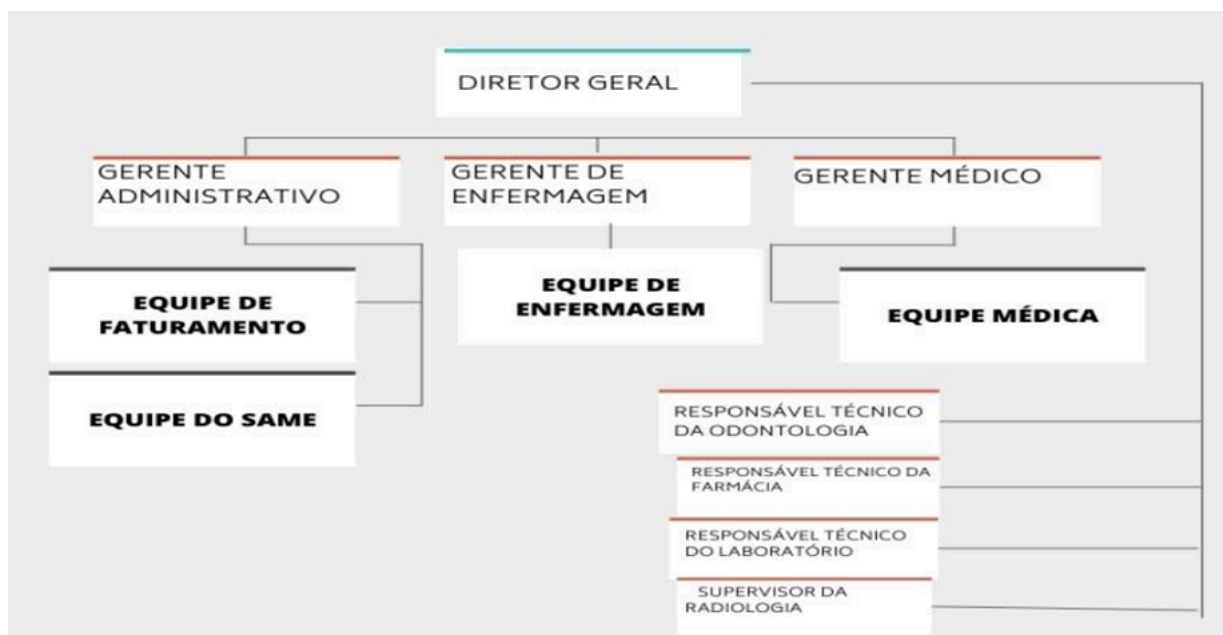 DIRETOR GERAL
GERENTE
ADMINISTRATIVO
GERENTE DE
ENFERMAGEM
GERENTE MÉDICO
EQUIPE DE
FATURAMENTO
EQUIPE DE
ENFERMAGEM
EQUIPE MÉDICA
EQUIPE DO SAME
RESPONSÁVEL TÉCNICO
DA ODONTOLOGIA
RESPONSÁVEL TÉCNICO DA
FARMÁCIA
RESPONSÁVEL TÉCNICO
DO LABORATÓRIO
SUPERVISOR DA
RADIOLOGIA